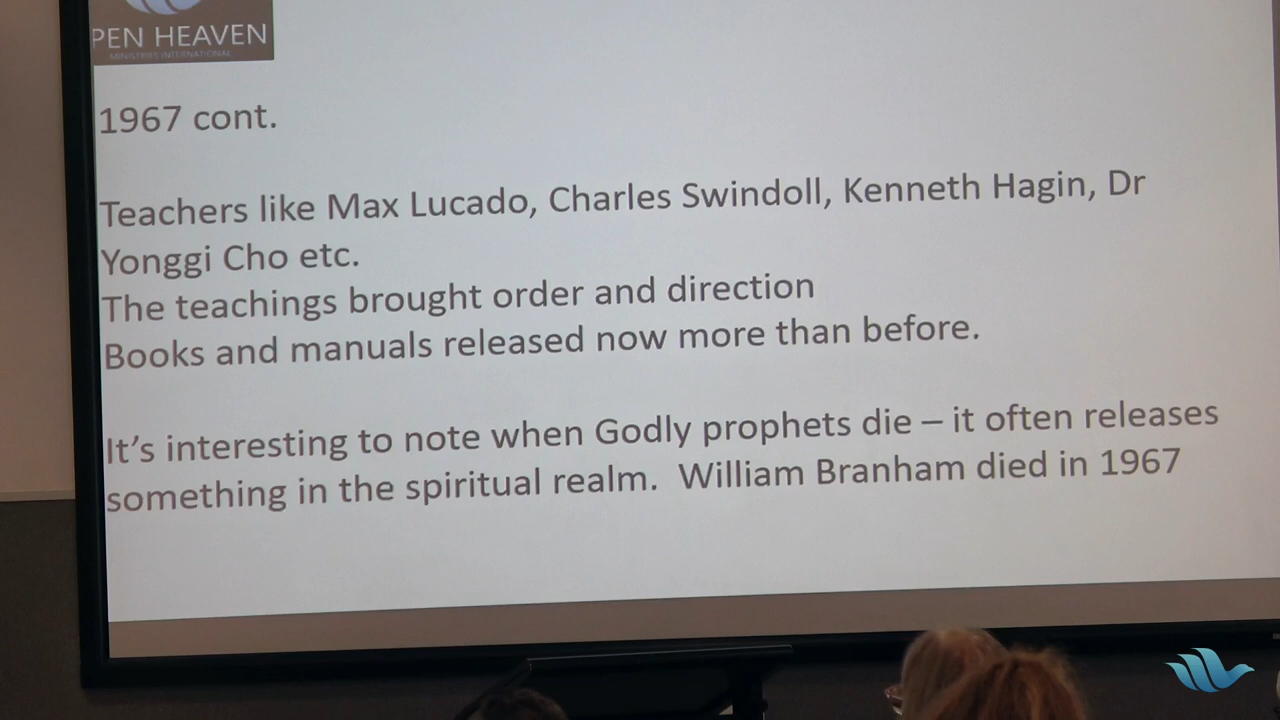 PEN HEAVEN
MINISTRIES INTERNATIONAL
1967 cont.
Teachers like Max Lucado, Charles Swindoll, Kenneth Hagin, Dr
Yonggi Cho etc.
The teachings brought order and direction
Books and manuals released now more than before.
It’s interesting to note when Godly prophets die – it often releases
something in the spiritual realm.  William Branham died in 1967